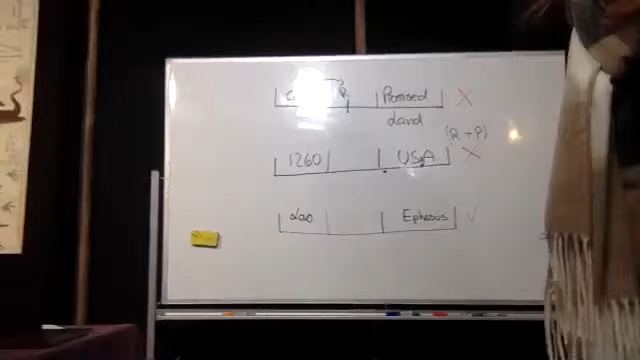 R Promised X
Land
(R + P)
1260 USA X
Lao Ephesus ✓